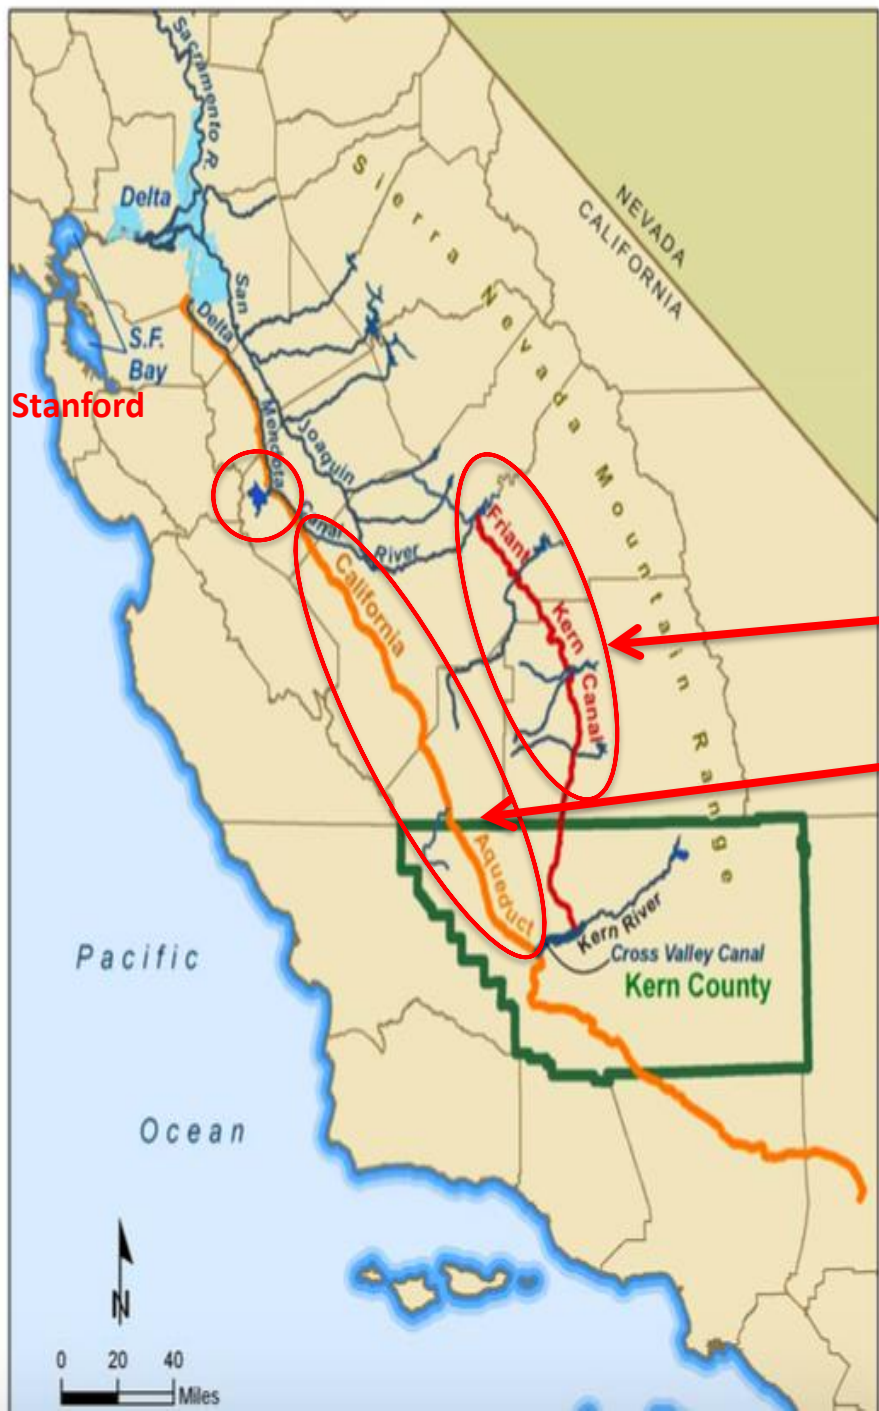 Sacramento R.
Delta
Sierra Nevada Mountain Range
NEVADA
CALIFORNIA
San Joaquin River
Delta Mendota Canal
S.F.
Bay
Stanford
Friant Kern Canal
California Aqueduct
Kern River
Cross Valley Canal
Kern County
Pacific
Ocean
N
0 20 40
Miles